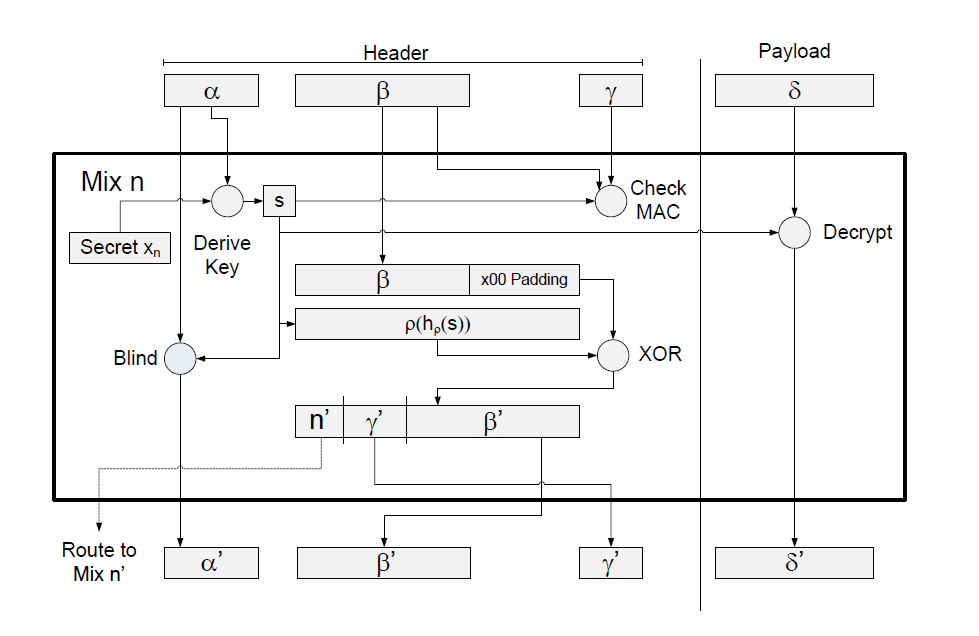 Header
Payload
α
β
γ
δ
Mix n
s
Check
MAC
Secret xₙ
Derive
Key
Decrypt
β
x00 Padding
ρ(hρ(s))
Blind
XOR
n’
γ’
β’
Route to
Mix n’
α’
β’
γ’
δ’